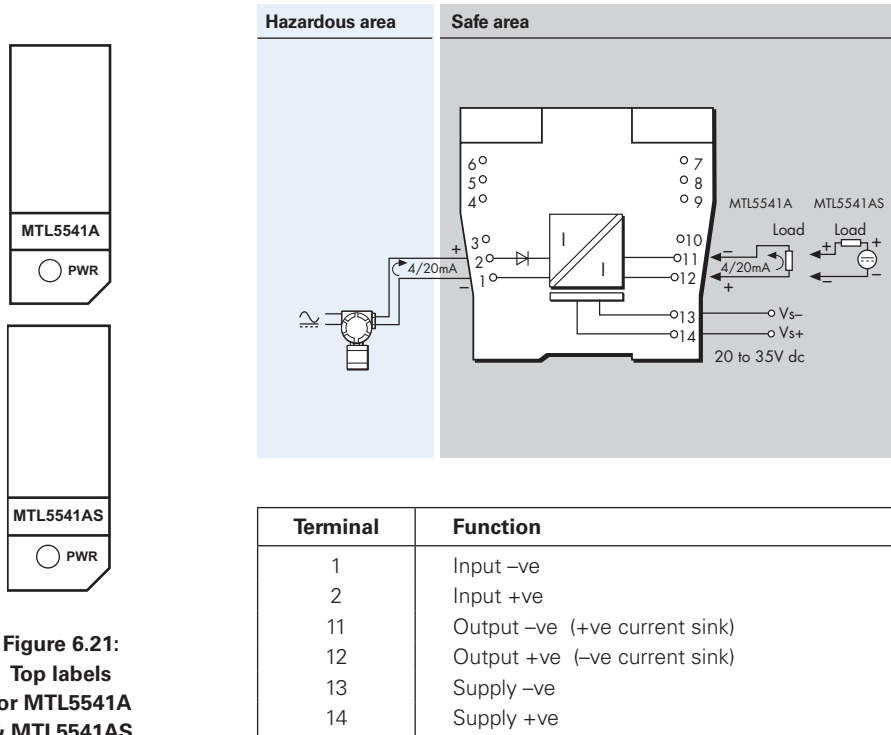 MTL5541A
PWR
MTL5541AS
PWR
Figure 6.21:
Top labels
or MTL5541A
MTL5541AS
Hazardous area
Safe area
6
5
4
3
2
1
+
–
4/20mA
I
I
7
8
9
10
11
12
13
14
MTL5541A
MTL5541AS
Load
Load
–
4/20mA
+
+
+
–
–
Vs–
Vs+
20 to 35V dc
Terminal Function
1 Input –ve
2 Input +ve
11 Output –ve (+ve current sink)
12 Output +ve (–ve current sink)
13 Supply –ve
14 Supply +ve